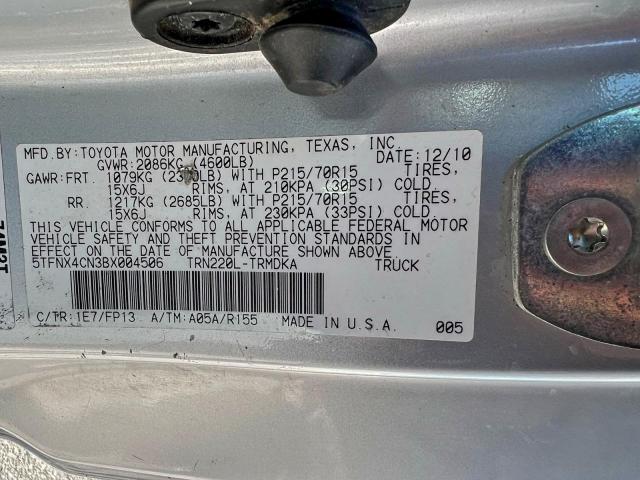 MFD.BY:TOYOTA MOTOR MANUFACTURING, TEXAS, INC.
GVWR:2086KG (4600LB) DATE:12/10
GAWR:FRT. 1079KG LB) WITH P215/70R15 TIRES,
15X6J RIMS, AT 210KPA (30PSI) COLD.
RR. 1217KG (2685LB) WITH P215/70R15 TIRES,
15X6J RIMS, AT 230KPA (33PSI) COLD.
THIS VEHICLE CONFORMS TO ALL APPLICABLE FEDERAL MOTOR
VEHICLE SAFETY AND THEFT PREVENTION STANDARDS IN
EFFECT ON THE DATE OF MANUFACTURE SHOWN ABOVE.
5TFNX4CN3BX004506 TRN220L-TRMDKA TRUCK
C/TR:1E7/FP13 A/TM:A05A/R155 MADE IN U.S.A. 005